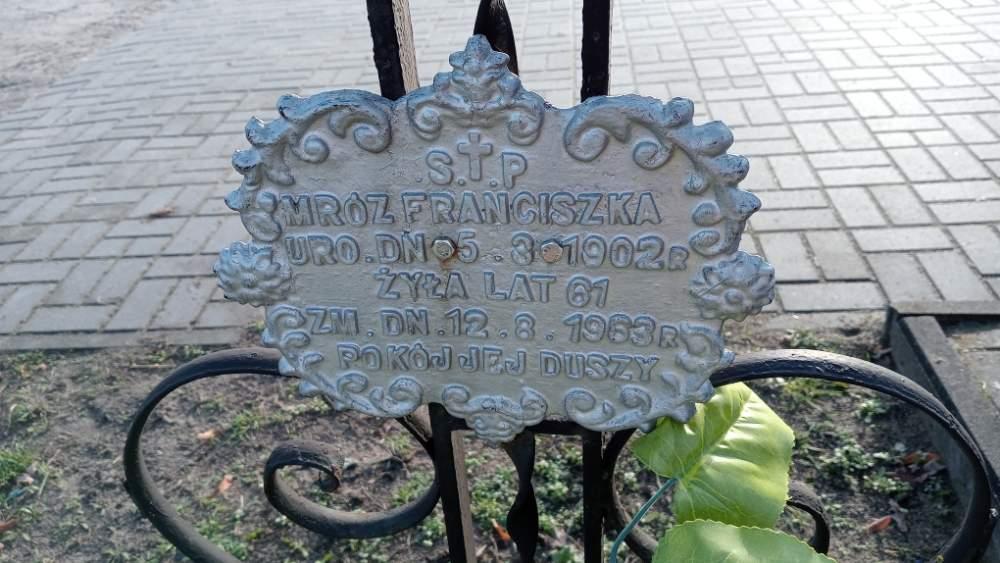 Ś.†P
MRÓZ FRANCISZKA
URO. DN 5. 3. 1902 R
ŻYŁA LAT 61
ZM. DN. 12. 8. 1963 R
POKÓJ JEJ DUSZY